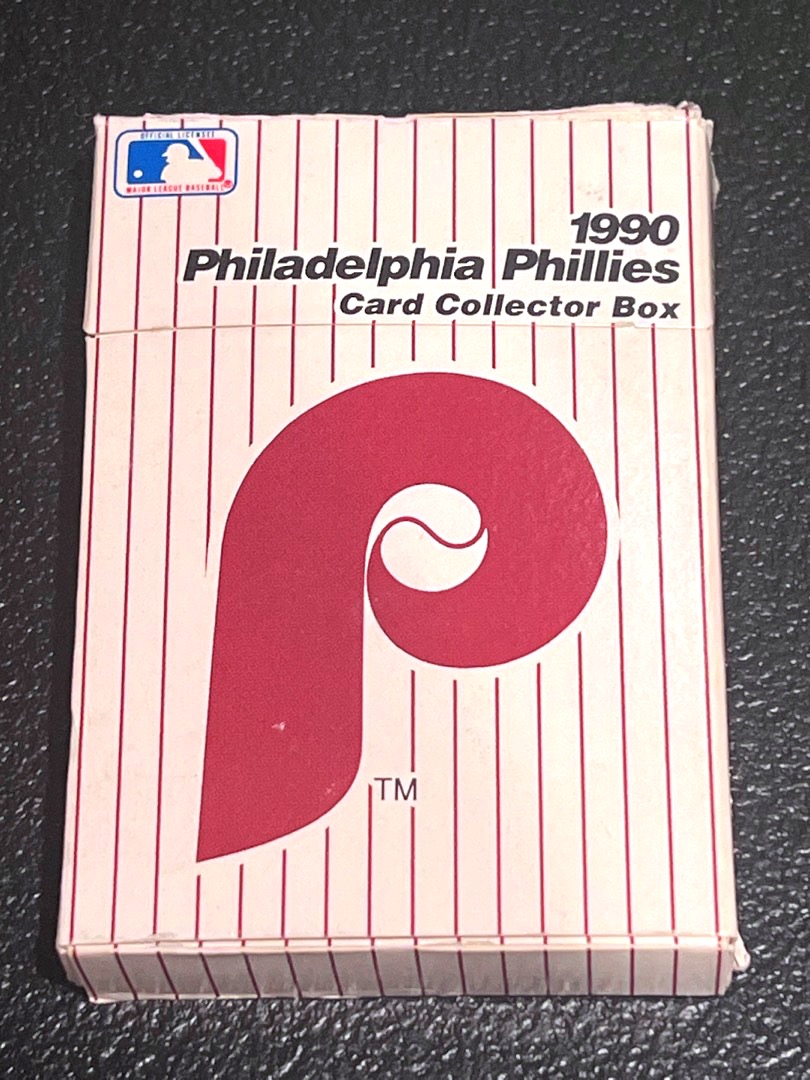 OFFICIAL LICENSEE
MAJOR LEAGUE BASEBALL
1990
Philadelphia Phillies
Card Collector Box
P
TM